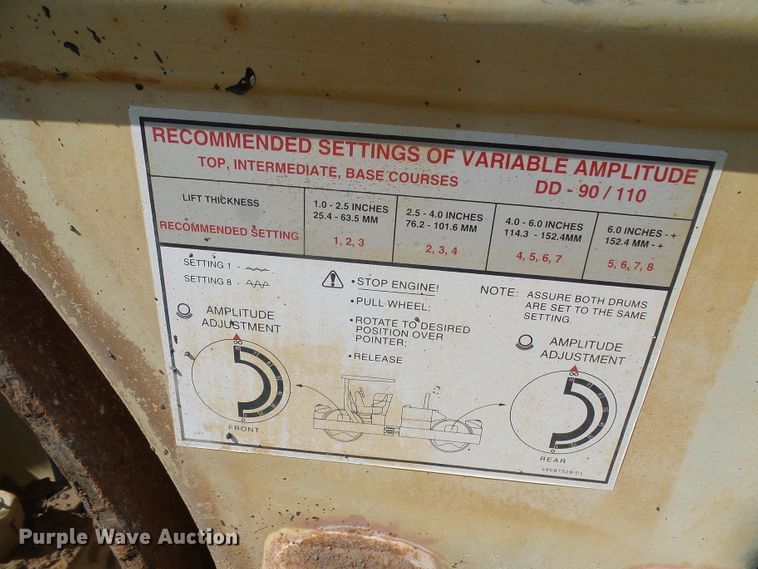 RECOMMENDED SETTINGS OF VARIABLE AMPLITUDE
TOP, INTERMEDIATE, BASE COURSES DD - 90 / 110
LIFT THICKNESS
1.0 - 2.5 INCHES
25.4 - 63.5 MM
2.5 - 4.0 INCHES
76.2 - 101.6 MM
4.0 - 6.0 INCHES
114.3 - 152.4MM
6.0 INCHES - +
152.4 MM - +
RECOMMENDED SETTING
1, 2, 3
2, 3, 4
4, 5, 6, 7
5, 6, 7, 8
SETTING 1 -
SETTING 8 -
AMPLITUDE
ADJUSTMENT
FRONT
• STOP ENGINE!
• PULL WHEEL;
• ROTATE TO DESIRED
POSITION OVER
POINTER;
• RELEASE
NOTE: ASSURE BOTH DRUMS
ARE SET TO THE SAME
SETTING.
AMPLITUDE
ADJUSTMENT
REAR
Purple Wave Auction